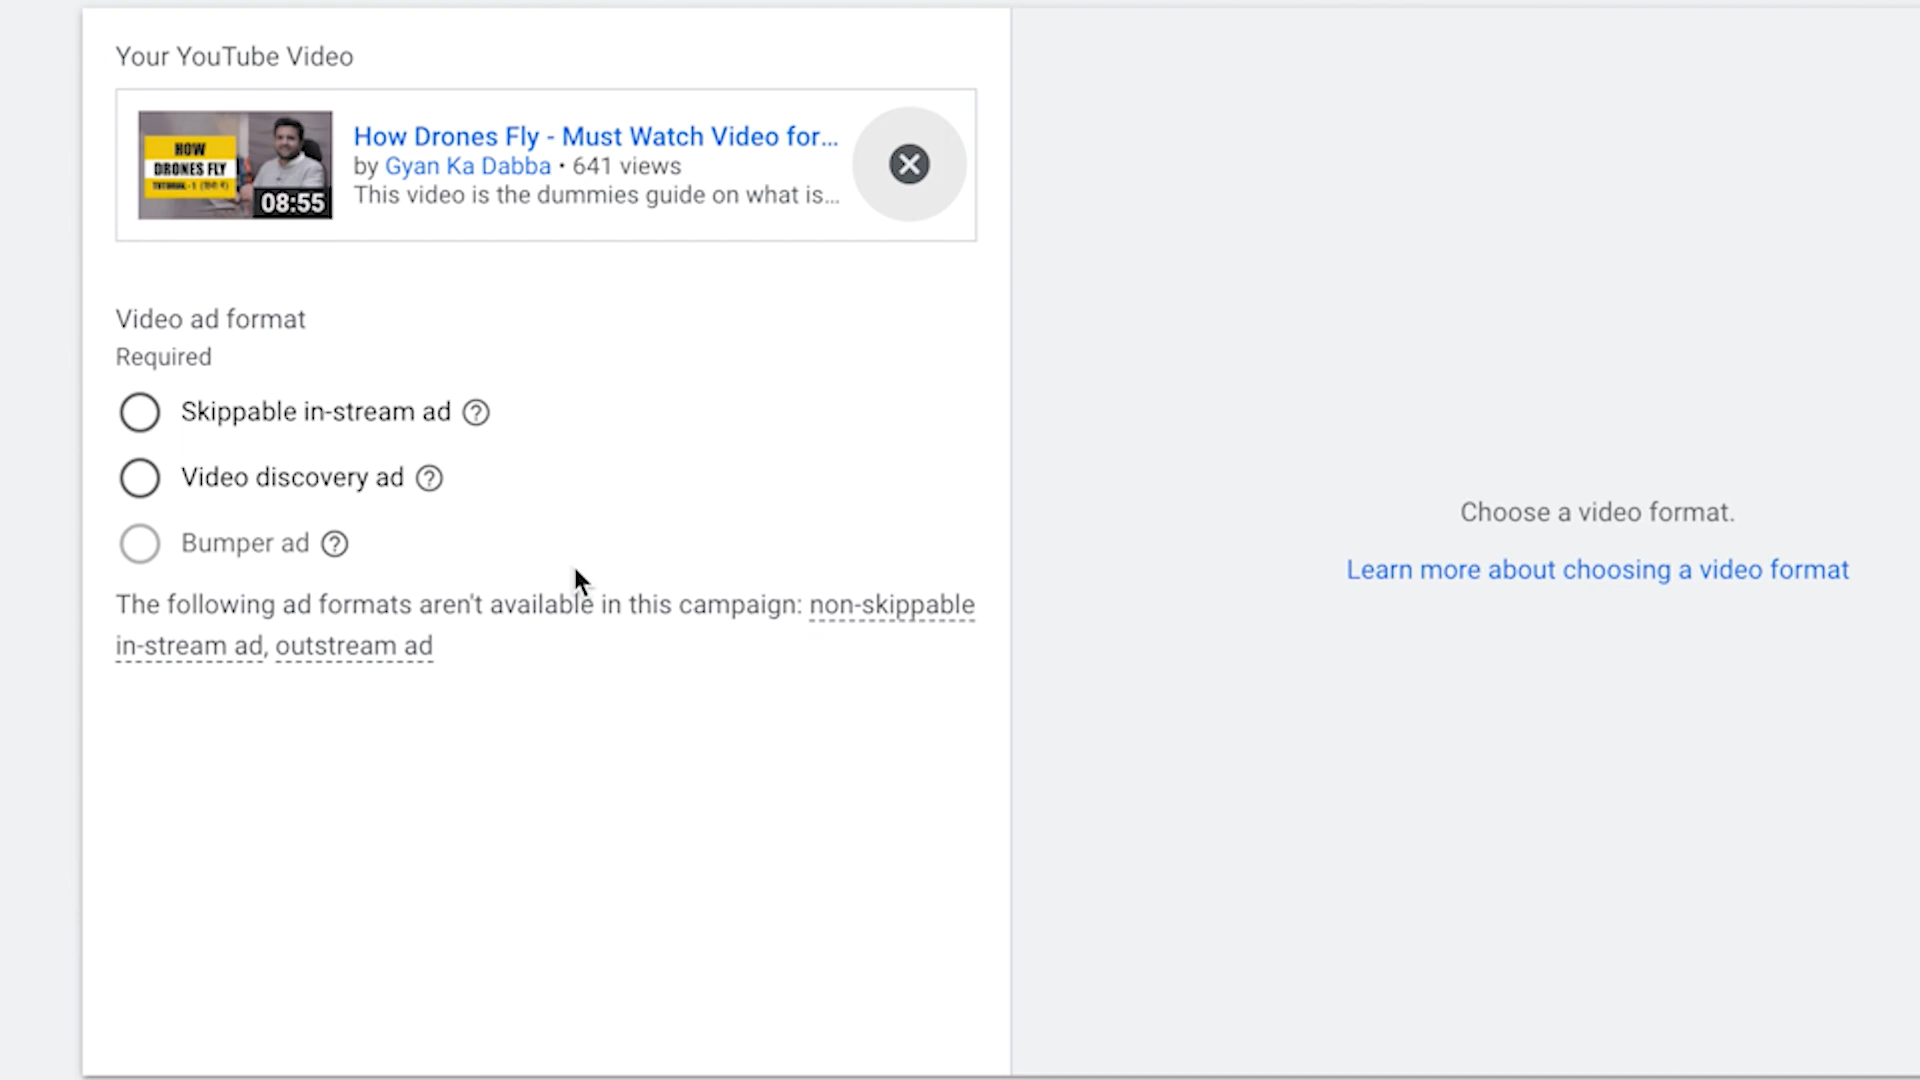 Your YouTube Video
HOW
DRONES FLY
TUTORIAL - 1 (हिंदी में)
08:55
How Drones Fly - Must Watch Video for...
by Gyan Ka Dabba • 641 views
This video is the dummies guide on what is...
Video ad format
Required
Skippable in-stream ad
Video discovery ad
Bumper ad
The following ad formats aren't available in this campaign: non-skippable
in-stream ad, outstream ad
Choose a video format.
Learn more about choosing a video format